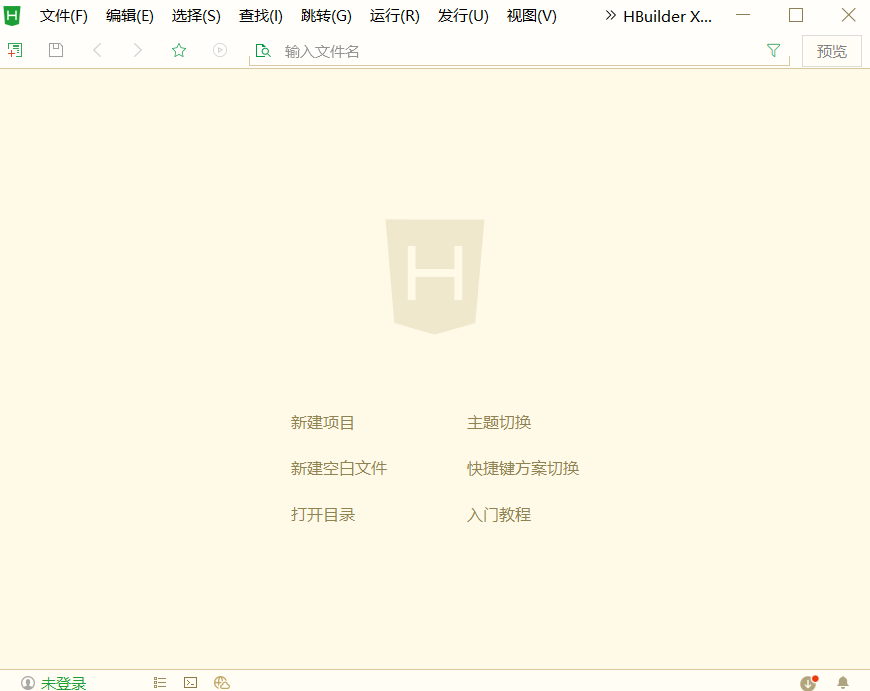 文件(F) 编辑(E) 选择(S) 查找(I) 跳转(G) 运行(R) 发行(U) 视图(V) HBuilder X...
输入文件名 预览
H
新建项目 主题切换
新建空白文件 快捷键方案切换
打开目录 入门教程
未登录